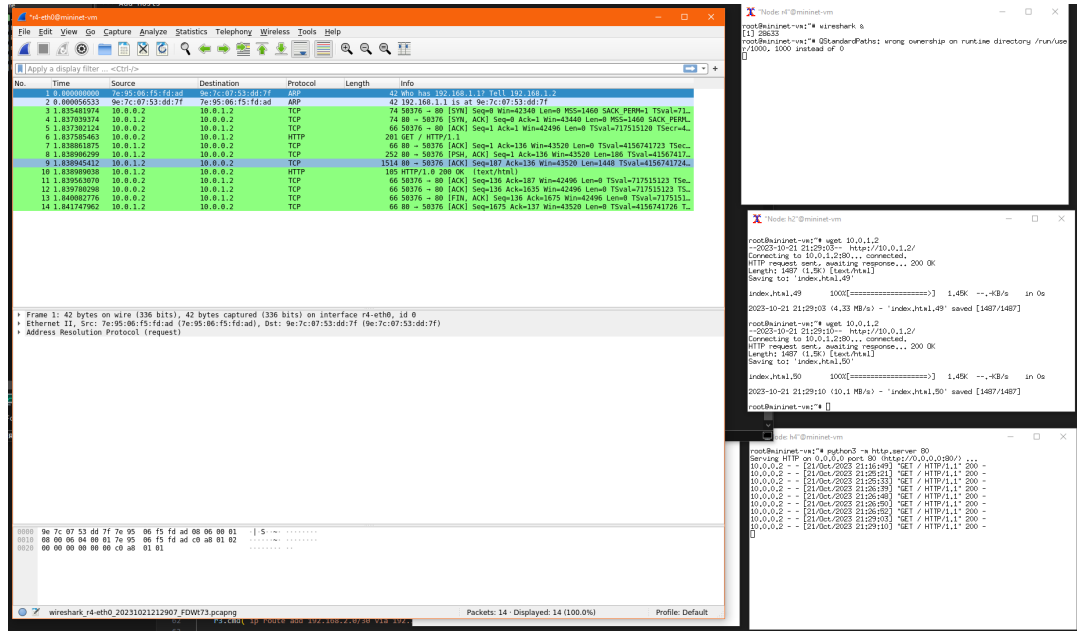 *r4-eth0@mininet-vm
File Edit View Go Capture Analyze Statistics Telephony Wireless Tools Help
Apply a display filter ... <Ctrl-/>
No. Time Source Destination Protocol Length Info
1 0.000000000 7e:95:06:f5:fd:ad 9e:7c:07:53:dd:7f ARP 42 Who has 192.168.1.1? Tell 192.168.1.2
2 0.000056533 9e:7c:07:53:dd:7f 7e:95:06:f5:fd:ad ARP 42 192.168.1.1 is at 9e:7c:07:53:dd:7f
3 1.835481974 10.0.0.2 10.0.1.2 TCP 74 50376 → 80 [SYN] Seq=0 Win=42340 Len=0 MSS=1460 SACK_PERM=1 TSval=71…
4 1.837039374 10.0.1.2 10.0.0.2 TCP 74 80 → 50376 [SYN, ACK] Seq=0 Ack=1 Win=43440 Len=0 MSS=1460 SACK_PERM…
5 1.837302124 10.0.0.2 10.0.1.2 TCP 66 50376 → 80 [ACK] Seq=1 Ack=1 Win=42496 Len=0 TSval=717515120 TSecr=4…
6 1.837585463 10.0.0.2 10.0.1.2 HTTP 201 GET / HTTP/1.1
7 1.838861875 10.0.1.2 10.0.0.2 TCP 66 80 → 50376 [ACK] Seq=1 Ack=136 Win=43520 Len=0 TSval=4156741723 TSec…
8 1.838906299 10.0.1.2 10.0.0.2 TCP 252 80 → 50376 [PSH, ACK] Seq=1 Ack=136 Win=43520 Len=186 TSval=41567417…
9 1.838945412 10.0.1.2 10.0.0.2 TCP 1514 80 → 50376 [ACK] Seq=187 Ack=136 Win=43520 Len=1448 TSval=4156741724…
10 1.838989038 10.0.1.2 10.0.0.2 HTTP 105 HTTP/1.0 200 OK (text/html)
11 1.839563070 10.0.0.2 10.0.1.2 TCP 66 50376 → 80 [ACK] Seq=136 Ack=187 Win=42496 Len=0 TSval=717515123 TSe…
12 1.839780298 10.0.0.2 10.0.1.2 TCP 66 50376 → 80 [ACK] Seq=136 Ack=1635 Win=42496 Len=0 TSval=717515123 TS…
13 1.840082776 10.0.0.2 10.0.1.2 TCP 66 50376 → 80 [FIN, ACK] Seq=136 Ack=1675 Win=42496 Len=0 TSval=7175151…
14 1.841747962 10.0.1.2 10.0.0.2 TCP 66 80 → 50376 [ACK] Seq=1675 Ack=137 Win=43520 Len=0 TSval=4156741726 T…
Frame 1: 42 bytes on wire (336 bits), 42 bytes captured (336 bits) on interface r4-eth0, id 0
Ethernet II, Src: 7e:95:06:f5:fd:ad (7e:95:06:f5:fd:ad), Dst: 9e:7c:07:53:dd:7f (9e:7c:07:53:dd:7f)
Address Resolution Protocol (request)
0000 9e 7c 07 53 dd 7f 7e 95 06 f5 fd ad 08 06 00 01 ·|·S··~· ········
0010 08 00 06 04 00 01 7e 95 06 f5 fd ad c0 a8 01 02 ······~· ········
0020 00 00 00 00 00 00 c0 a8 01 01 ········ ··
wireshark_r4-eth0_20231021212907_FDWt73.pcapng Packets: 14 · Displayed: 14 (100.0%) Profile: Default
"Node: r4"@mininet-vm
root@mininet-vm:~# wireshark &
[1] 28633
root@mininet-vm:~# QStandardPaths: wrong ownership on runtime directory /run/use
r/1000, 1000 instead of 0
"Node: h2"@mininet-vm
root@mininet-vm:~# wget 10.0.1.2
--2023-10-21 21:29:03-- http://10.0.1.2/
Connecting to 10.0.1.2:80... connected.
HTTP request sent, awaiting response... 200 OK
Length: 1487 (1.5K) [text/html]
Saving to: 'index.html.49'
index.html.49 100%[===================>] 1.45K --.-KB/s in 0s
2023-10-21 21:29:03 (4.33 MB/s) - 'index.html.49' saved [1487/1487]
root@mininet-vm:~# wget 10.0.1.2
--2023-10-21 21:29:10-- http://10.0.1.2/
Connecting to 10.0.1.2:80... connected.
HTTP request sent, awaiting response... 200 OK
Length: 1487 (1.5K) [text/html]
Saving to: 'index.html.50'
index.html.50 100%[===================>] 1.45K --.-KB/s in 0s
2023-10-21 21:29:10 (10.1 MB/s) - 'index.html.50' saved [1487/1487]
root@mininet-vm:~#
ode: h4"@mininet-vm
root@mininet-vm:~# python3 -m http.server 80
Serving HTTP on 0.0.0.0 port 80 (http://0.0.0.0:80/) ...
10.0.0.2 - - [21/Oct/2023 21:16:49] "GET / HTTP/1.1" 200 -
10.0.0.2 - - [21/Oct/2023 21:25:21] "GET / HTTP/1.1" 200 -
10.0.0.2 - - [21/Oct/2023 21:25:33] "GET / HTTP/1.1" 200 -
10.0.0.2 - - [21/Oct/2023 21:26:39] "GET / HTTP/1.1" 200 -
10.0.0.2 - - [21/Oct/2023 21:26:48] "GET / HTTP/1.1" 200 -
10.0.0.2 - - [21/Oct/2023 21:26:50] "GET / HTTP/1.1" 200 -
10.0.0.2 - - [21/Oct/2023 21:26:52] "GET / HTTP/1.1" 200 -
10.0.0.2 - - [21/Oct/2023 21:29:03] "GET / HTTP/1.1" 200 -
10.0.0.2 - - [21/Oct/2023 21:29:10] "GET / HTTP/1.1" 200 -